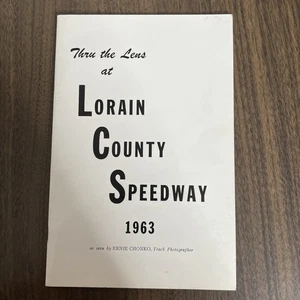 Thru the Lens
at
LORAIN
COUNTY
SPEEDWAY
1963
as seen by ERNIE CHONKO, Track Photographer